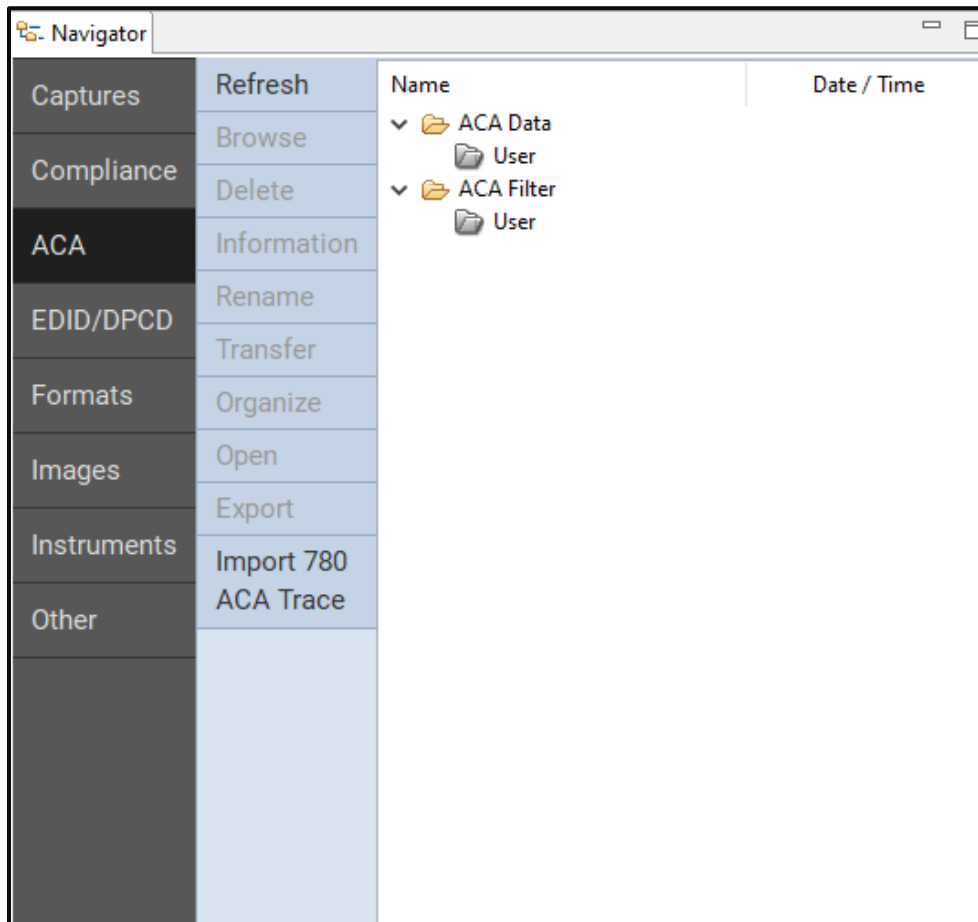 Navigator
Captures
Compliance
ACA
EDID/DPCD
Formats
Images
Instruments
Other
Refresh
Browse
Delete
Information
Rename
Transfer
Organize
Open
Export
Import 780
ACA Trace
Name Date / Time
ACA Data
User
ACA Filter
User